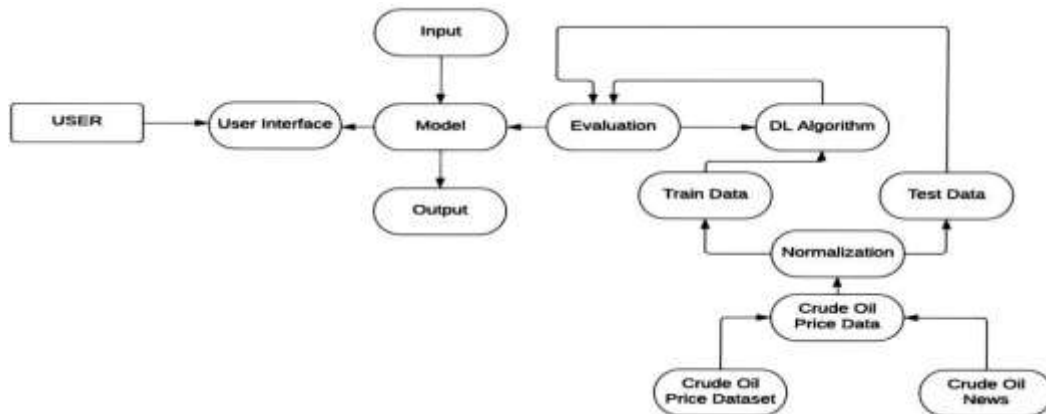 Input
USER
User Interface
Model
Evaluation
DL Algorithm
Output
Train Data
Test Data
Normalization
Crude Oil
Price Data
Crude Oil
Price Dataset
Crude Oil
News